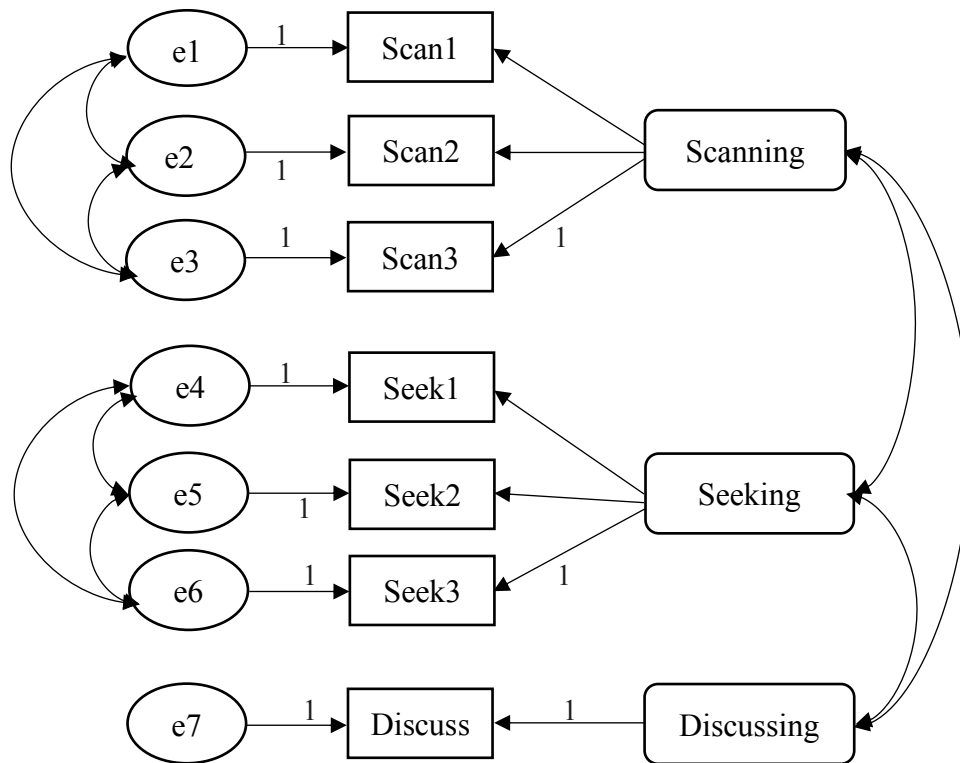 e1 1 Scan1
Scanning
e2 1 Scan2
e3 1 Scan3 1
e4 1 Seek1
e5 1 Seek2 Seeking
e6 1 Seek3 1
e7 1 Discuss 1 Discussing